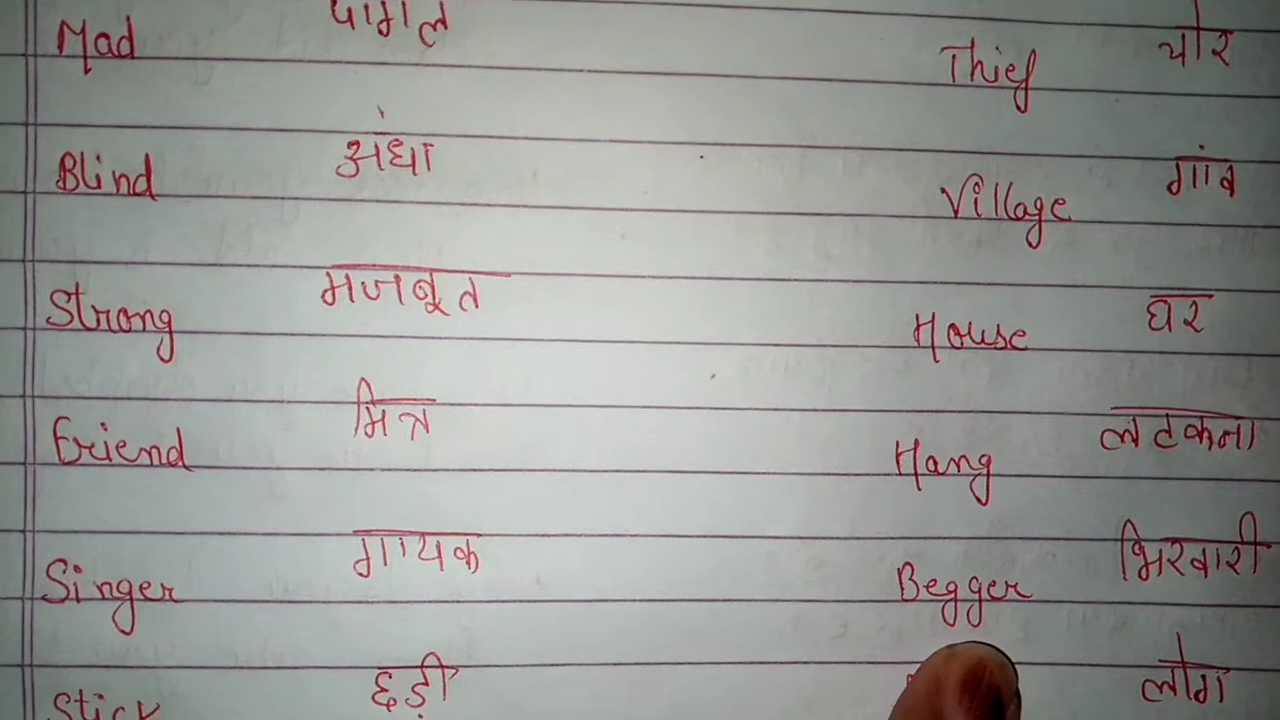 Mad पागल Thief चोर
Blind अंधा Village गांव
Strong मजबूत House घर
Friend मित्र Hang लटकना
Singer गायक Begger भिखारी
Stick छड़ी लोग